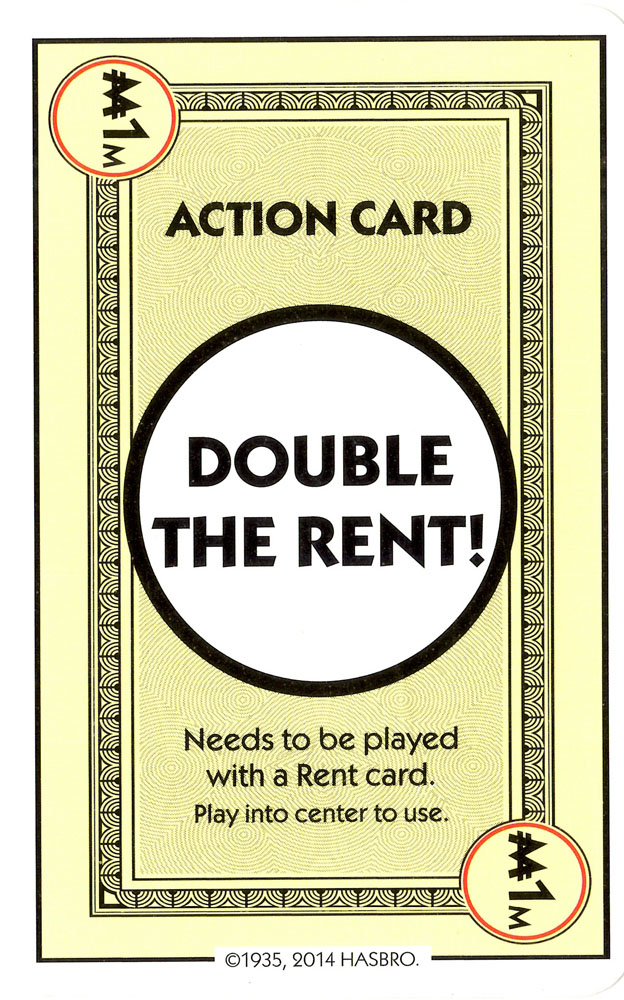 ₩1M
ACTION CARD
DOUBLE
THE RENT!
Needs to be played
with a Rent card.
Play into center to use.
₩1M
©1935, 2014 HASBRO.